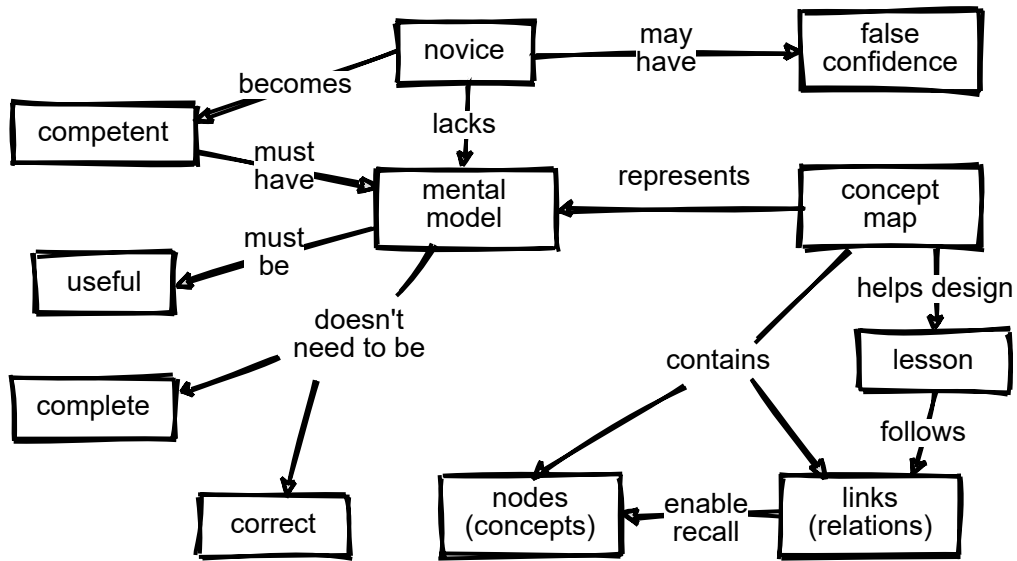 novice
may
have
false
confidence
becomes
competent
lacks
must
have
mental
model
represents
concept
map
must
be
useful
helps design
doesn't
need to be
contains
lesson
complete
follows
correct
nodes
(concepts)
enable
recall
links
(relations)